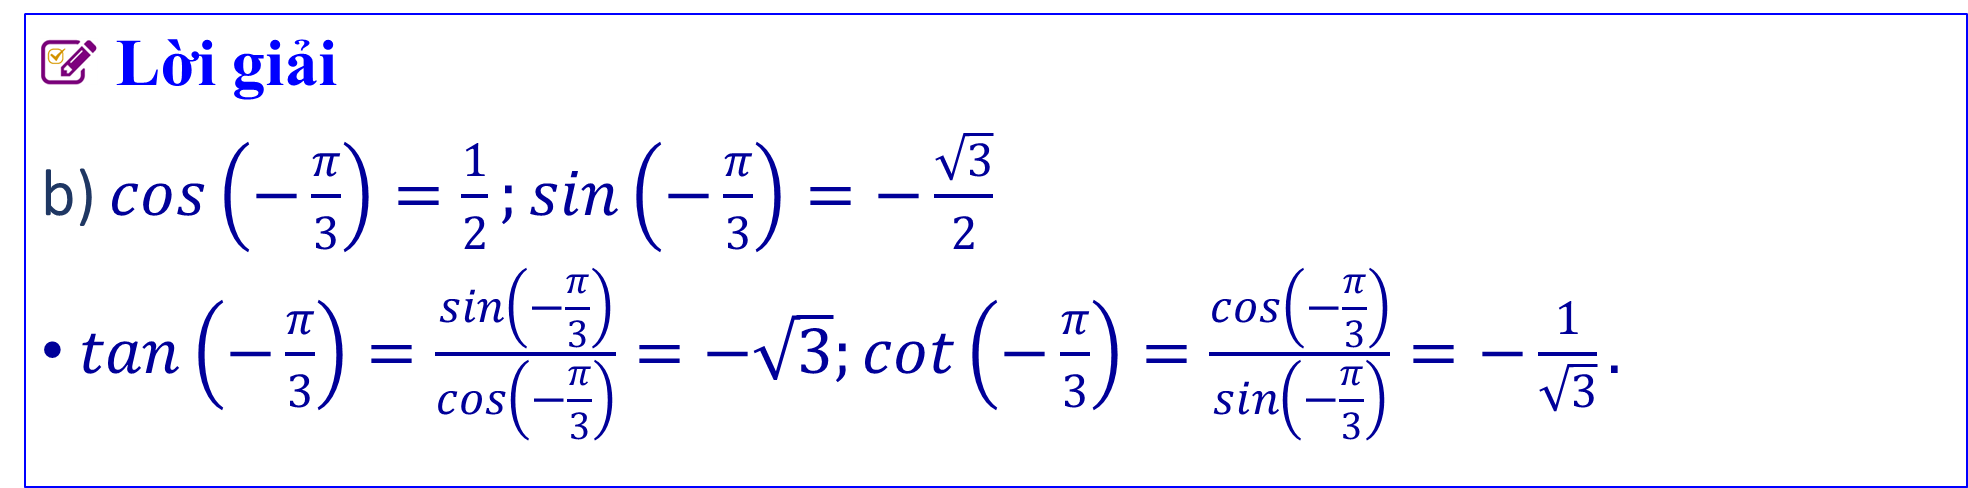 Lời giải
b) cos(−π/3) = 1/2 ; sin(−π/3) = −√3/2
• tan(−π/3) = sin(−π/3)/cos(−π/3) = −√3; cot(−π/3) = cos(−π/3)/sin(−π/3) = −1/√3.